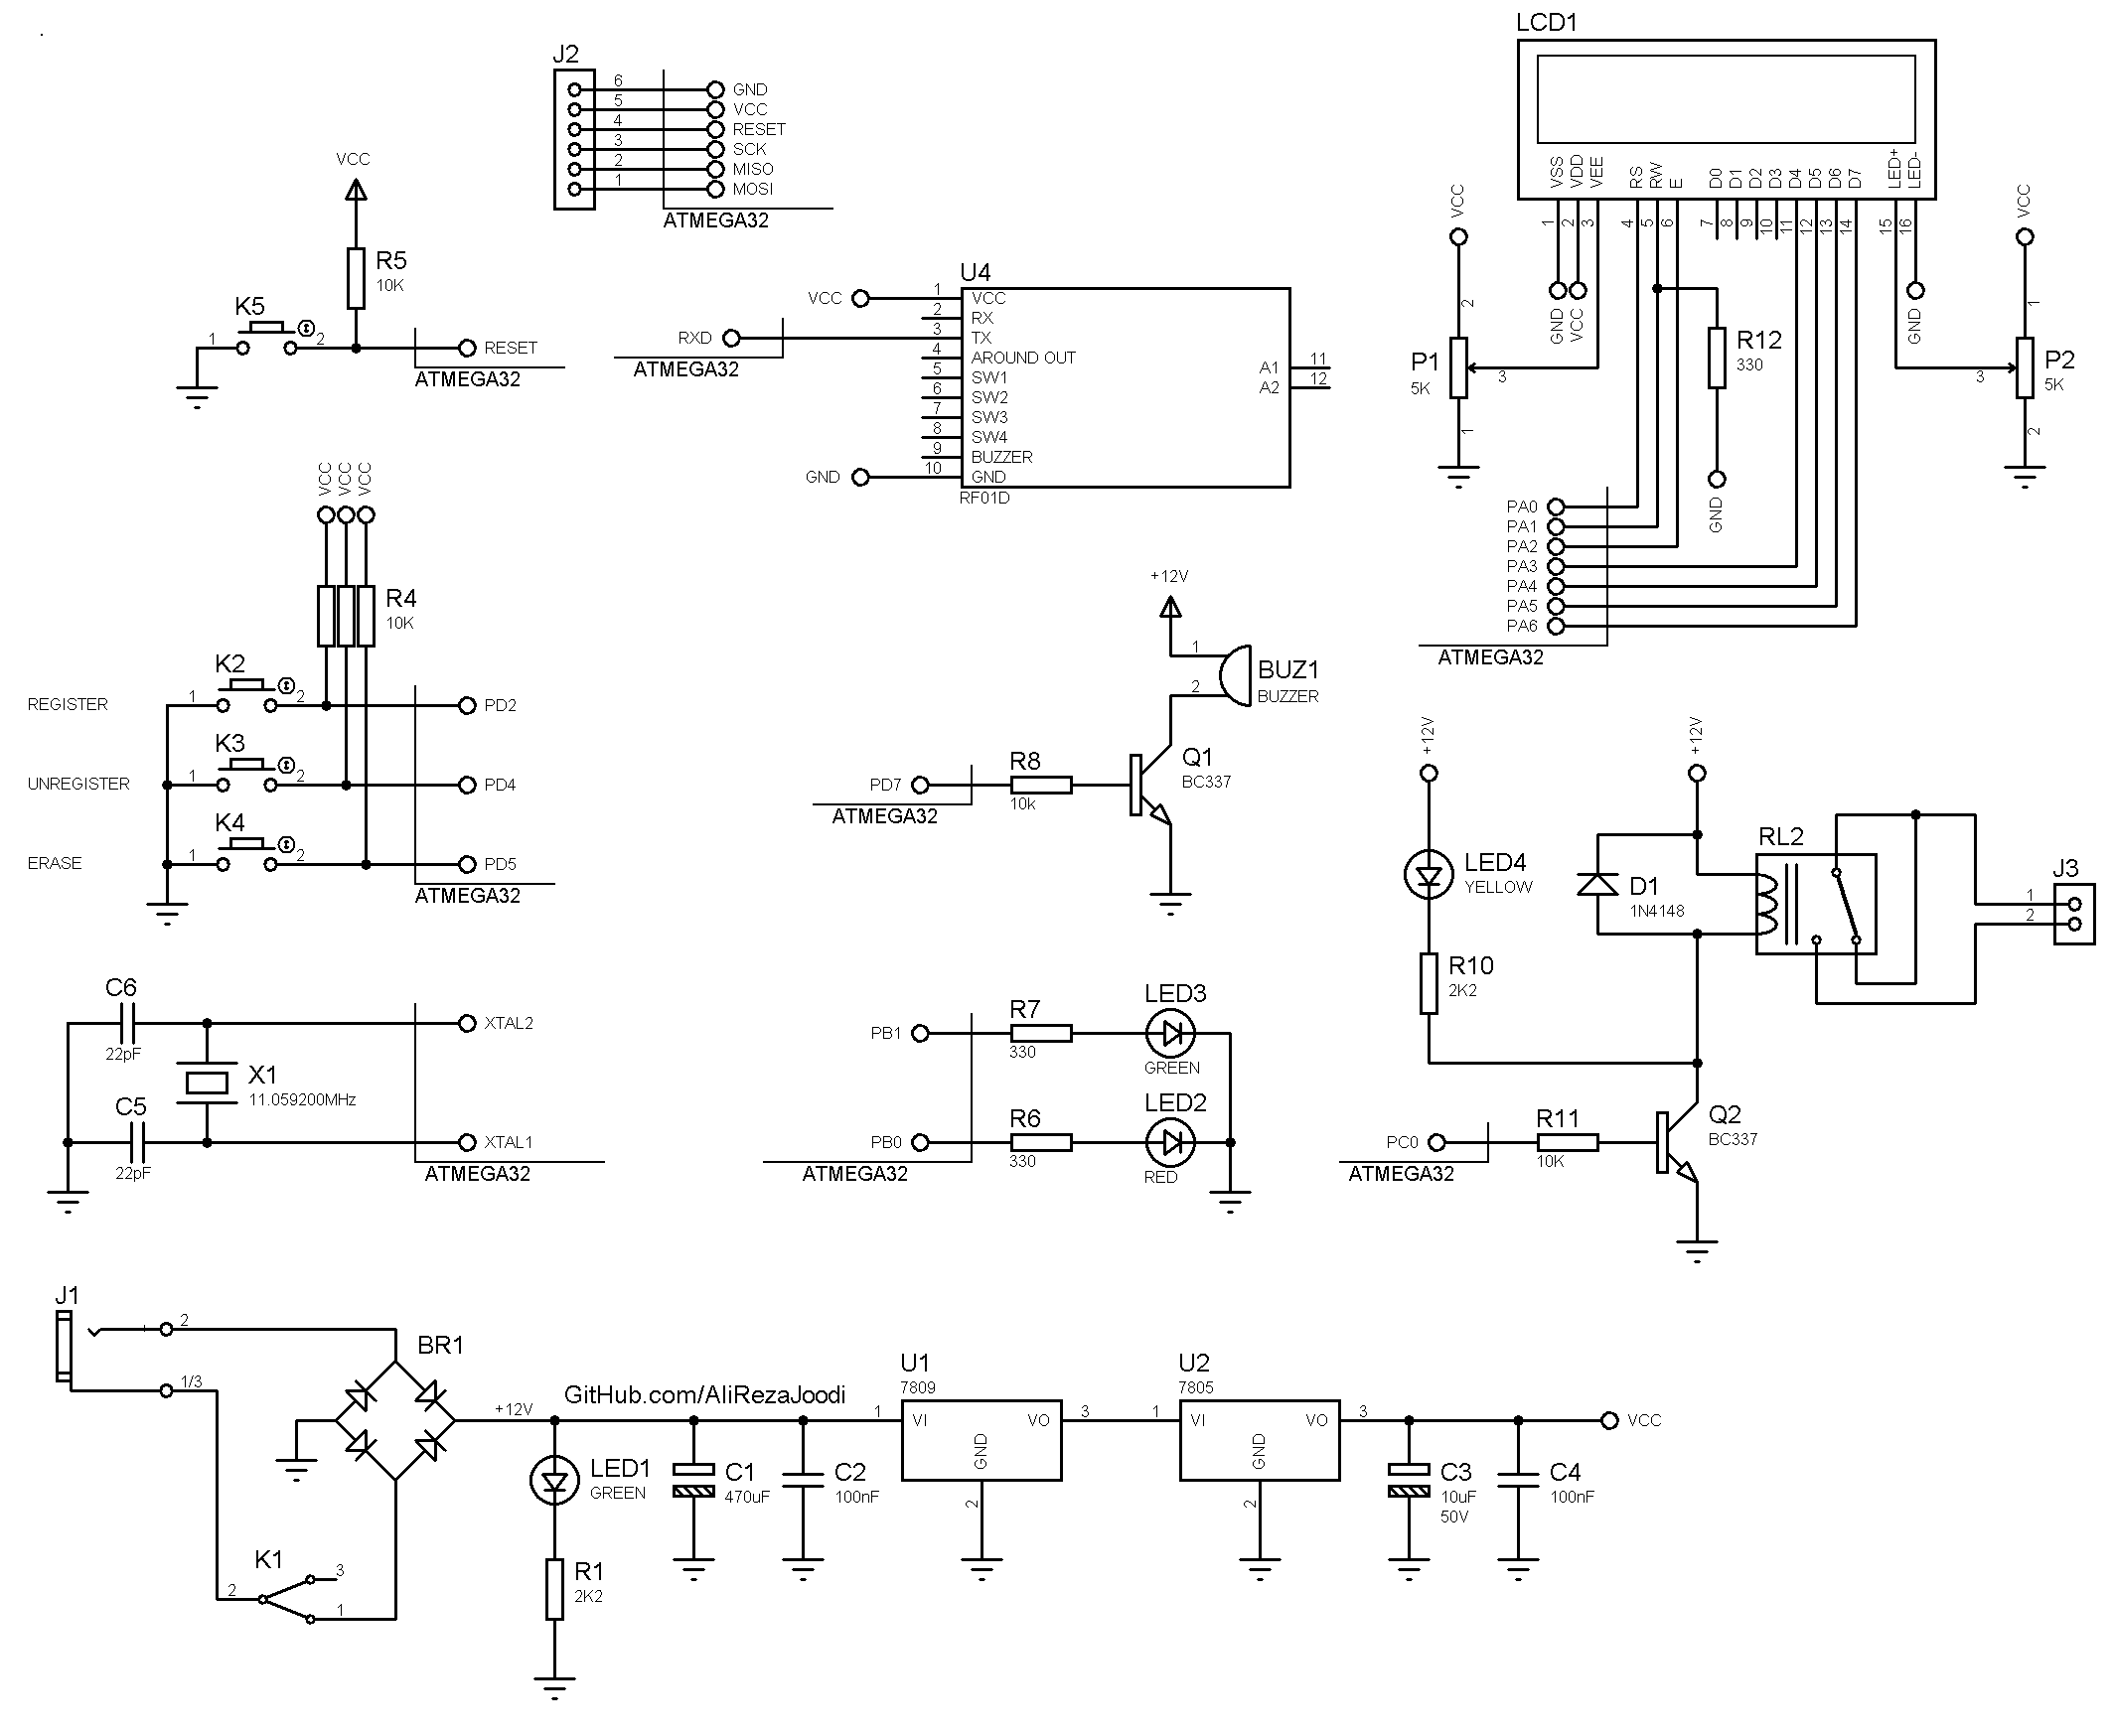 J2
6 GND
5 VCC
4 RESET
3 SCK
2 MISO
1 MOSI
ATMEGA32
LCD1
VSS VDD VEE RS RW E D0 D1 D2 D3 D4 D5 D6 D7 LED+ LED-
1 2 3 4 5 6 7 8 9 10 11 12 13 14 15 16
VCC
2
P1
5K
3
1
GND VCC
R12
330
GND
GND
VCC
1
P2
5K
3
2
PA0
PA1
PA2
PA3
PA4
PA5
PA6
ATMEGA32
VCC
R5
10K
K5
1 2
RESET
ATMEGA32
U4
VCC 1 VCC
2 RX
RXD 3 TX
ATMEGA32
4 AROUND OUT
5 SW1
6 SW2
7 SW3
8 SW4
9 BUZZER
GND 10 GND
A1 11
A2 12
RF01D
VCC VCC VCC
R4
10K
K2
REGISTER 1 2 PD2
K3
UNREGISTER 1 2 PD4
K4
ERASE 1 2 PD5
ATMEGA32
+12V
1
2
BUZ1
BUZZER
PD7
ATMEGA32
R8
10k
Q1
BC337
+12V
+12V
LED4
YELLOW
R10
2K2
D1
1N4148
RL2
J3
1
2
PC0
ATMEGA32
R11
10K
Q2
BC337
C6
22pF
XTAL2
X1
11.059200MHz
C5
22pF
XTAL1
ATMEGA32
PB1
R7
330
LED3
GREEN
PB0
R6
330
LED2
RED
ATMEGA32
J1
2
1/3
BR1
K1
2
3
1
+12V
GitHub.com/AliRezaJoodi
LED1
GREEN
R1
2K2
C1
470uF
C2
100nF
U1
7809
1 VI VO 3
GND
2
U2
7805
1 VI VO 3
GND
2
C3
10uF
50V
C4
100nF
VCC